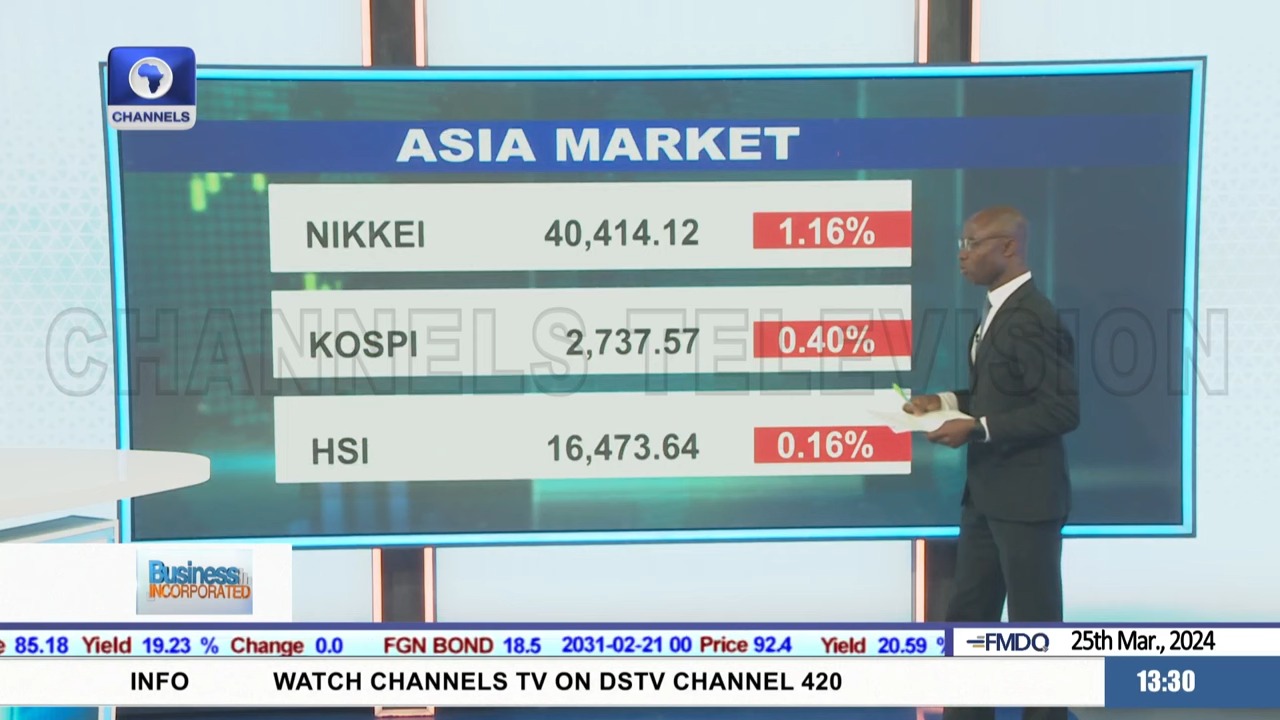 CHANNELS
ASIA MARKET
NIKKEI 40,414.12 1.16%
KOSPI 2,737.57 0.40%
CHANNELS TELEVISION
HSI 16,473.64 0.16%
Business
INCORPORATED
85.18 Yield 19.23 % Change 0.0 FGN BOND 18.5 2031-02-21 00 Price 92.4 Yield 20.59 %
FMDQ 25th Mar., 2024
INFO WATCH CHANNELS TV ON DSTV CHANNEL 420 13:30